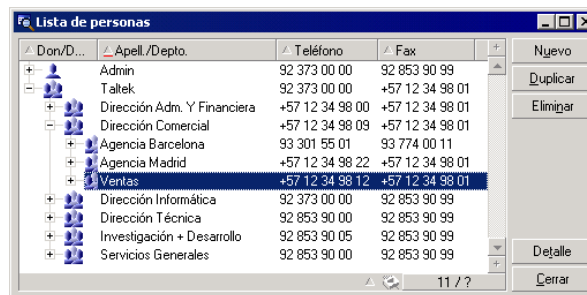 Lista de personas
Don/D... Apell./Depto. Teléfono Fax
Nuevo
Admin 92 373 00 00 92 853 90 99
Taltek 92 373 00 00 +57 12 34 98 01
Duplicar
Dirección Adm. Y Financiera +57 12 34 98 00 +57 12 34 98 01
Eliminar
Dirección Comercial +57 12 34 98 09 +57 12 34 98 01
Agencia Barcelona 93 301 55 01 93 774 00 11
Agencia Madrid +57 12 34 98 22 +57 12 34 98 01
Ventas +57 12 34 98 12 +57 12 34 98 01
Dirección Informática 92 373 00 00 92 853 90 99
Dirección Técnica 92 853 90 00 92 853 90 99
Investigación + Desarrollo 92 853 90 05 92 853 90 99
Servicios Generales 92 853 90 00 92 853 90 99
Detalle
11 / ?
Cerrar